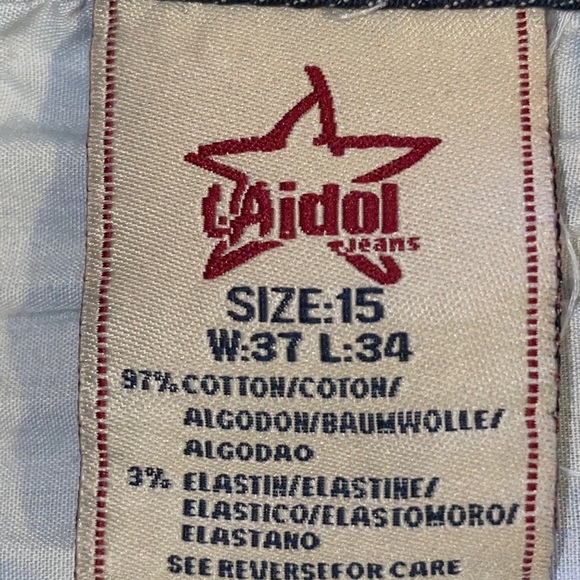 L.A idol
Jeans
SIZE:15
W:37 L:34
97% COTTON/COTON/
ALGODON/BAUMWOLLE/
ALGODAO
3% ELASTIN/ELASTINE/
ELASTICO/ELASTOMORO/
ELASTANO
SEE REVERSEFOR CARE